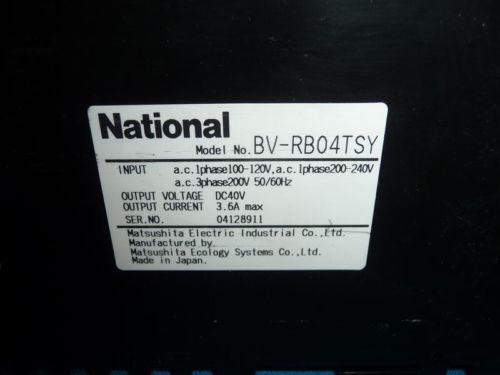 National
Model No. BV-RB04TSY
INPUT a.c.1phase100-120V,a.c.1phase200-240V
a.c.3phase200V 50/60Hz
OUTPUT VOLTAGE DC40V
OUTPUT CURRENT 3.6A max
SER.NO. 04128911
Matsushita Electric Industrial Co.,Ltd.
Manufactured by
Matsushita Ecology Systems Co.,Ltd.
Made in Japan.